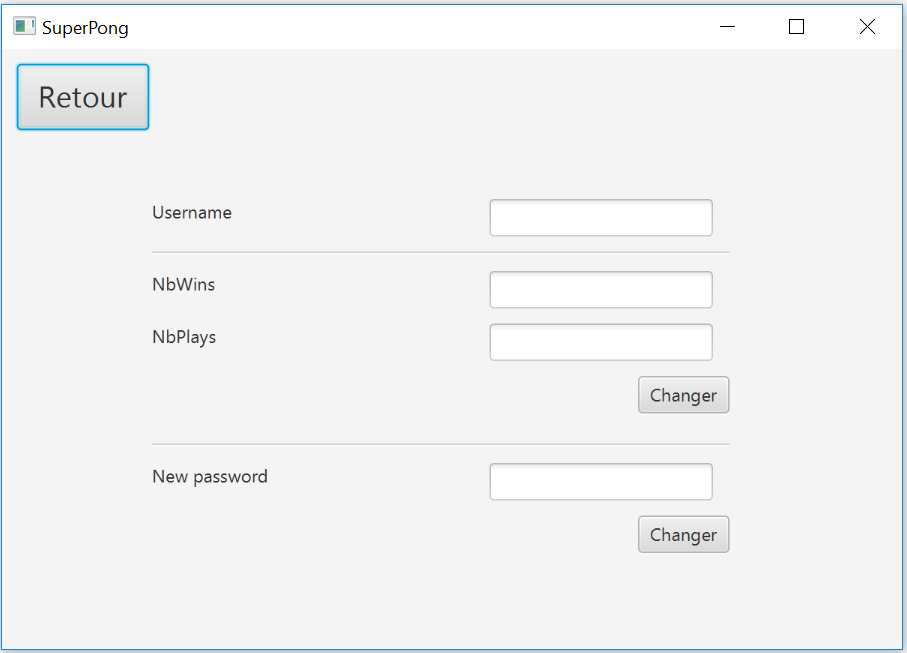 SuperPong
Retour
Username
NbWins
NbPlays
Changer
New password
Changer